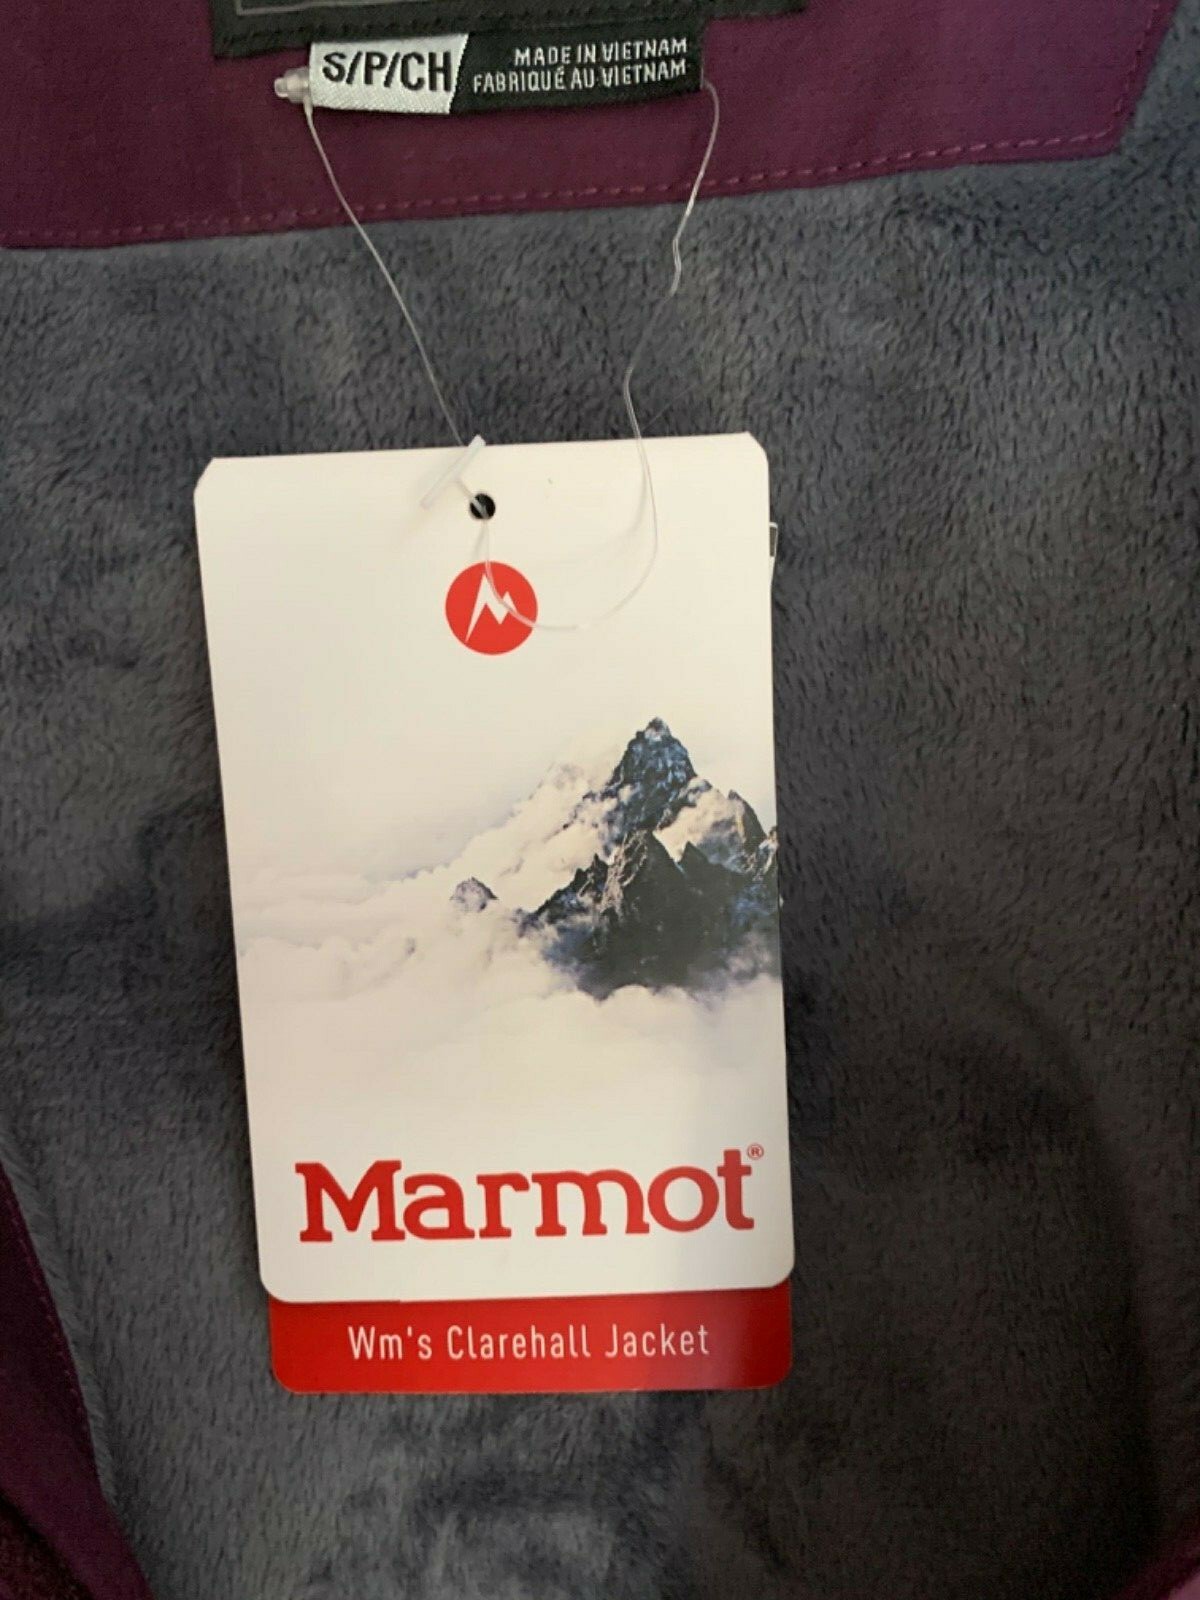 S/P/CH
MADE IN VIETNAM
FABRIQUÉ AU VIETNAM
Marmot®
Wm's Clarehall Jacket